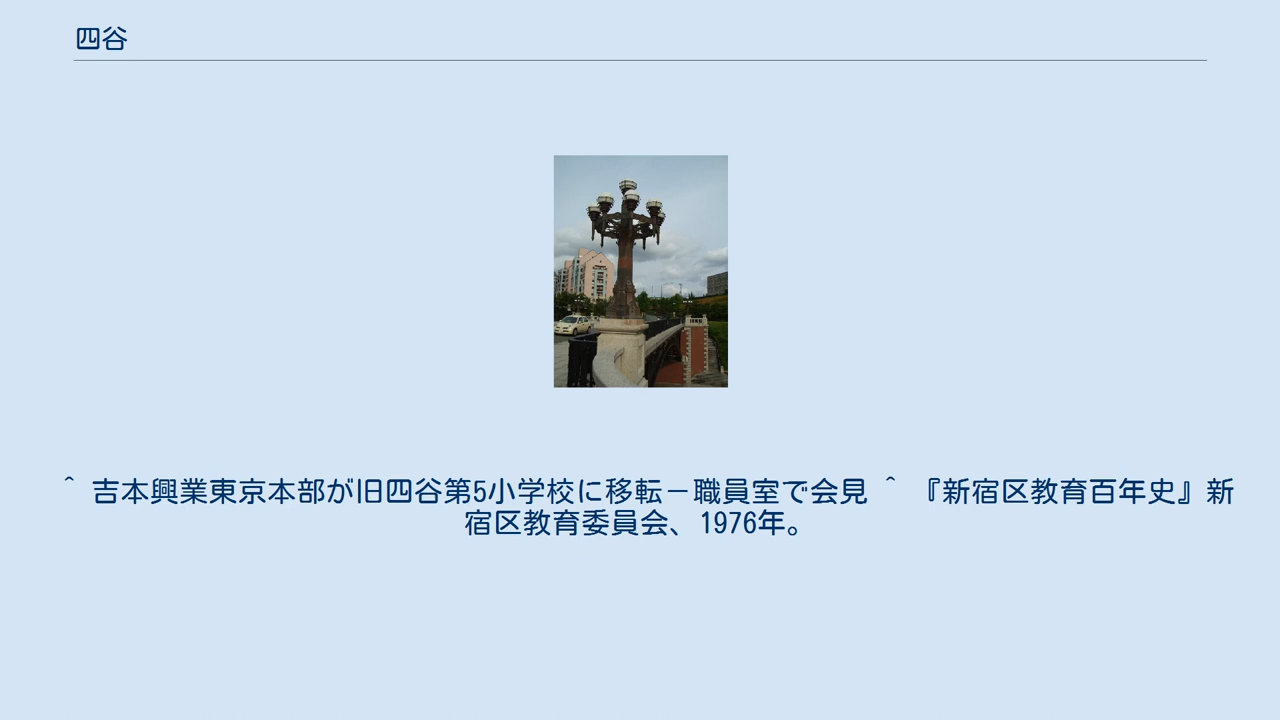 四谷
^ 吉本興業東京本部が旧四谷第5小学校に移転－職員室で会見 ^ 『新宿区教育百年史』新
宿区教育委員会、1976年。